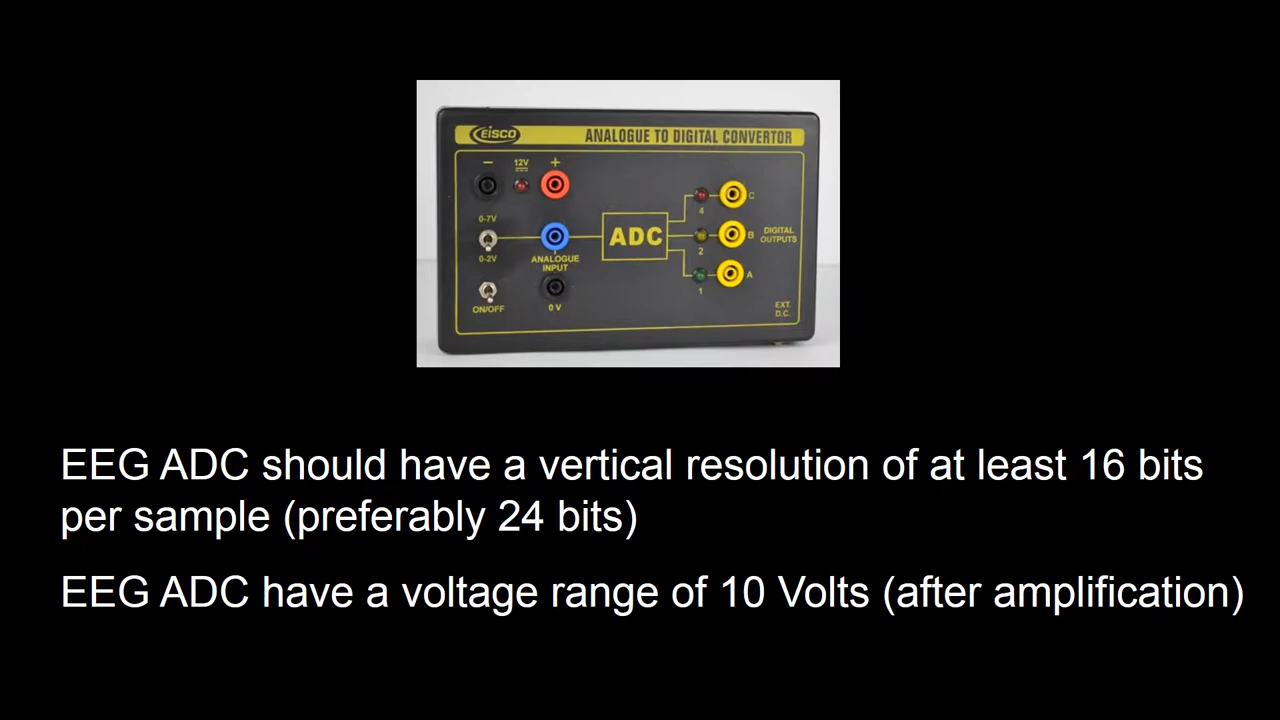 EISCO ANALOGUE TO DIGITAL CONVERTOR
− 12V +
0-7V
0-2V
ON/OFF
ANALOGUE
INPUT
0 V
ADC
4 C
2 B
1 A
DIGITAL
OUTPUTS
EXT.
D.C.
EEG ADC should have a vertical resolution of at least 16 bits
per sample (preferably 24 bits)
EEG ADC have a voltage range of 10 Volts (after amplification)